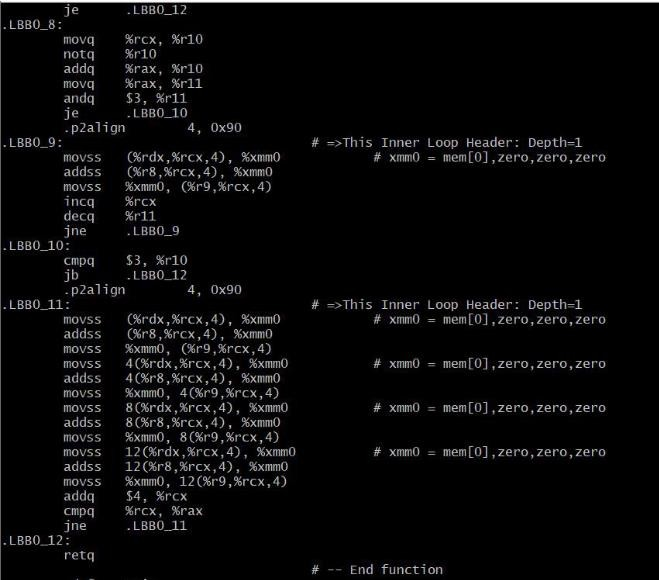 je .LBB0_12
.LBB0_8:
movq %rcx, %r10
notq %r10
addq %rax, %r10
movq %rax, %r11
andq $3, %r11
je .LBB0_10
.p2align 4, 0x90
.LBB0_9: # =>This Inner Loop Header: Depth=1
movss (%rdx,%rcx,4), %xmm0 # xmm0 = mem[0],zero,zero,zero
addss (%r8,%rcx,4), %xmm0
movss %xmm0, (%r9,%rcx,4)
incq %rcx
decq %r11
jne .LBB0_9
.LBB0_10:
cmpq $3, %r10
jb .LBB0_12
.p2align 4, 0x90
.LBB0_11: # =>This Inner Loop Header: Depth=1
movss (%rdx,%rcx,4), %xmm0 # xmm0 = mem[0],zero,zero,zero
addss (%r8,%rcx,4), %xmm0
movss %xmm0, (%r9,%rcx,4)
movss 4(%rdx,%rcx,4), %xmm0 # xmm0 = mem[0],zero,zero,zero
addss 4(%r8,%rcx,4), %xmm0
movss %xmm0, 4(%r9,%rcx,4)
movss 8(%rdx,%rcx,4), %xmm0 # xmm0 = mem[0],zero,zero,zero
addss 8(%r8,%rcx,4), %xmm0
movss %xmm0, 8(%r9,%rcx,4)
movss 12(%rdx,%rcx,4), %xmm0 # xmm0 = mem[0],zero,zero,zero
addss 12(%r8,%rcx,4), %xmm0
movss %xmm0, 12(%r9,%rcx,4)
addq $4, %rcx
cmpq %rcx, %rax
jne .LBB0_11
.LBB0_12:
retq
# -- End function